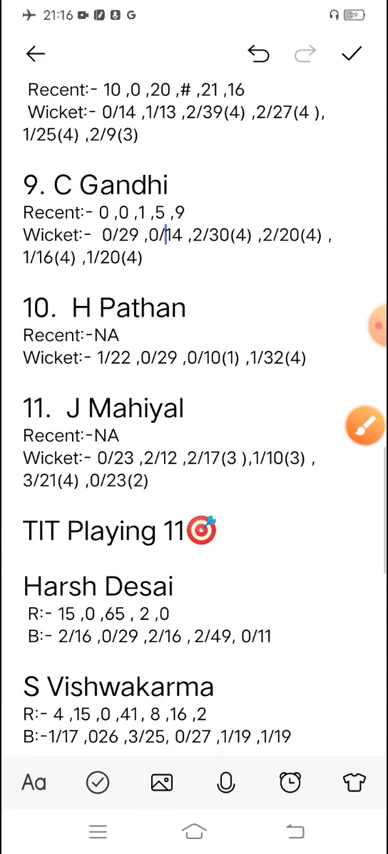 21:16 G
Recent:- 10 ,0 ,20 ,# ,21 ,16
Wicket:- 0/14 ,1/13 ,2/39(4) ,2/27(4 ),
1/25(4) ,2/9(3)
9. C Gandhi
Recent:- 0 ,0 ,1 ,5 ,9
Wicket:- 0/29 ,0/14 ,2/30(4) ,2/20(4) ,
1/16(4) ,1/20(4)
10. H Pathan
Recent:-NA
Wicket:- 1/22 ,0/29 ,0/10(1) ,1/32(4)
11. J Mahiyal
Recent:-NA
Wicket:- 0/23 ,2/12 ,2/17(3 ),1/10(3) ,
3/21(4) ,0/23(2)
TIT Playing 11🎯
Harsh Desai
R:- 15 ,0 ,65 , 2 ,0
B:- 2/16 ,0/29 ,2/16 , 2/49, 0/11
S Vishwakarma
R:- 4 ,15 ,0 ,41, 8 ,16 ,2
B:-1/17 ,026 ,3/25, 0/27 ,1/19 ,1/19
Aa